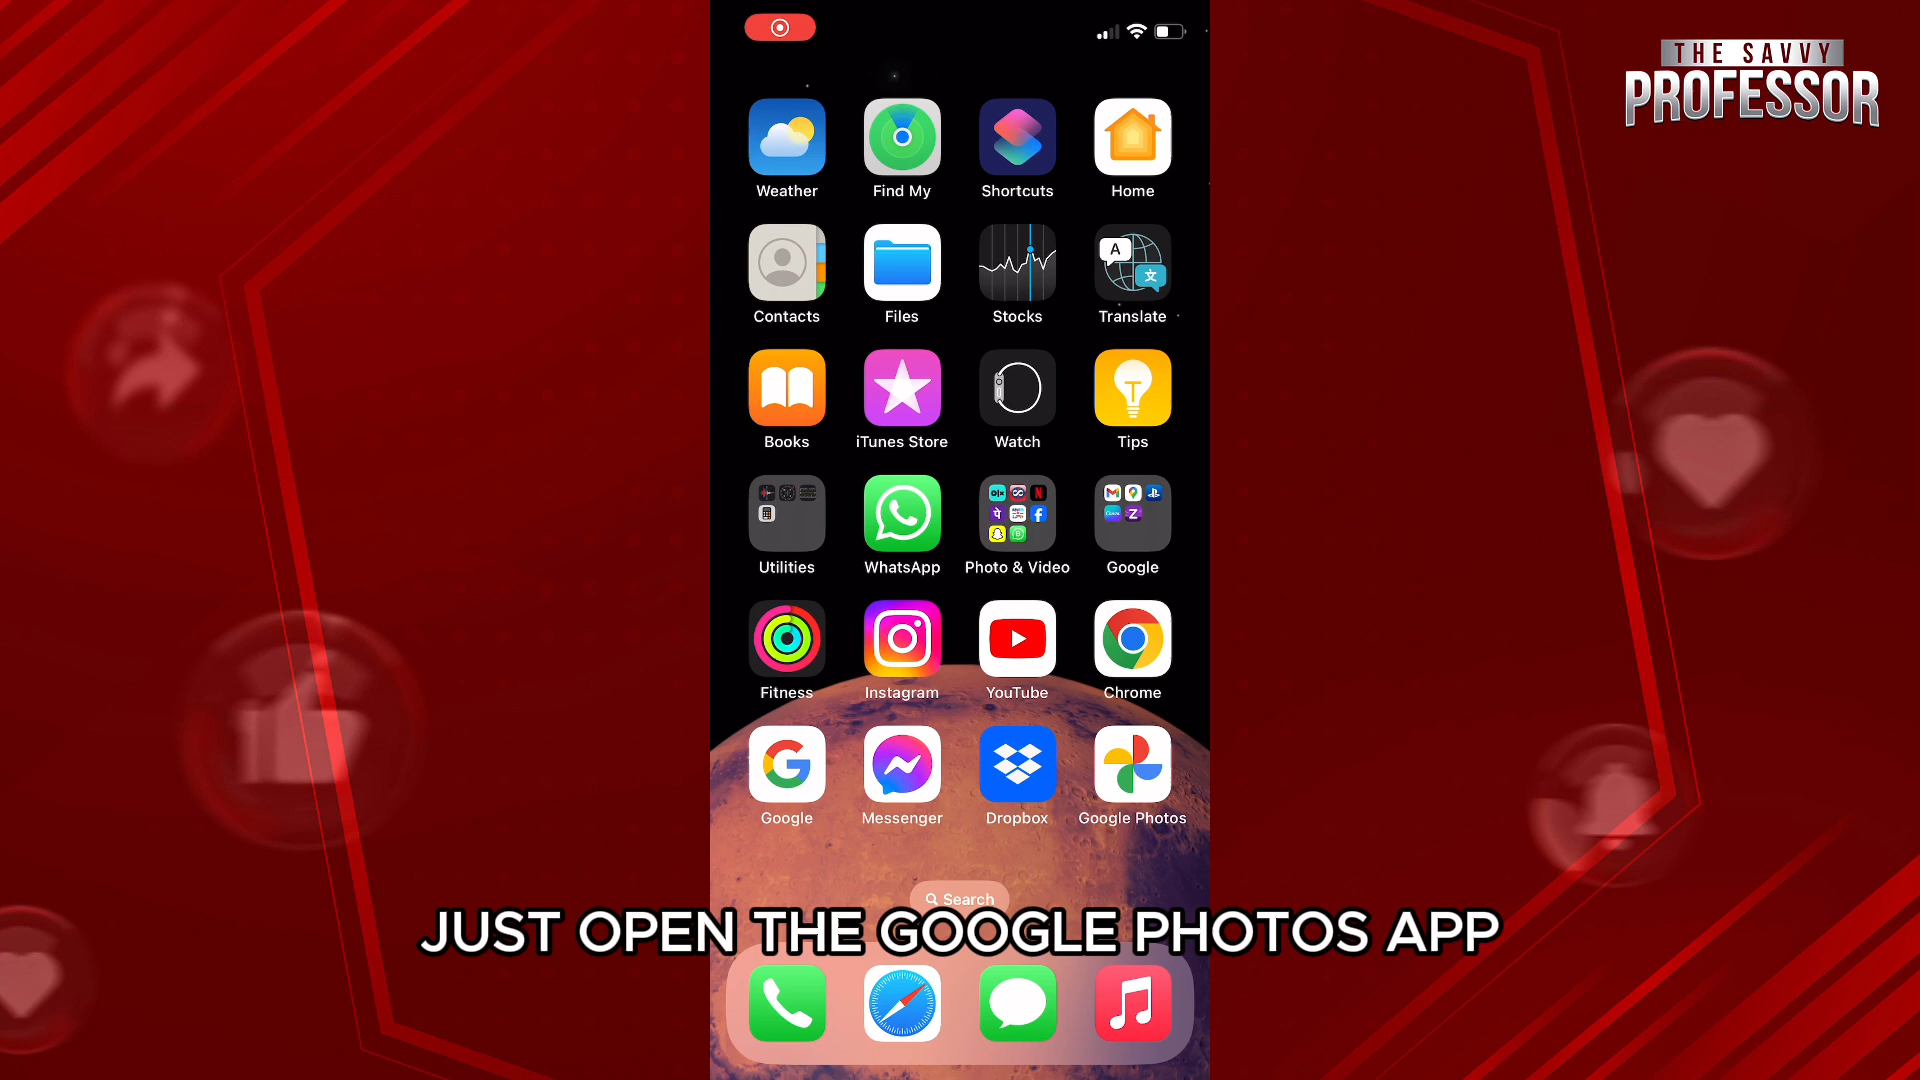 THE SAVVY
PROFESSOR
Weather
Find My
Shortcuts
Home
Contacts
Files
Stocks
A
文
Translate
Books
iTunes Store
Watch
Tips
Utilities
WhatsApp
Photo & Video
Google
Fitness
Instagram
YouTube
Chrome
Google
Messenger
Dropbox
Google Photos
Search
JUST OPEN THE GOOGLE PHOTOS APP